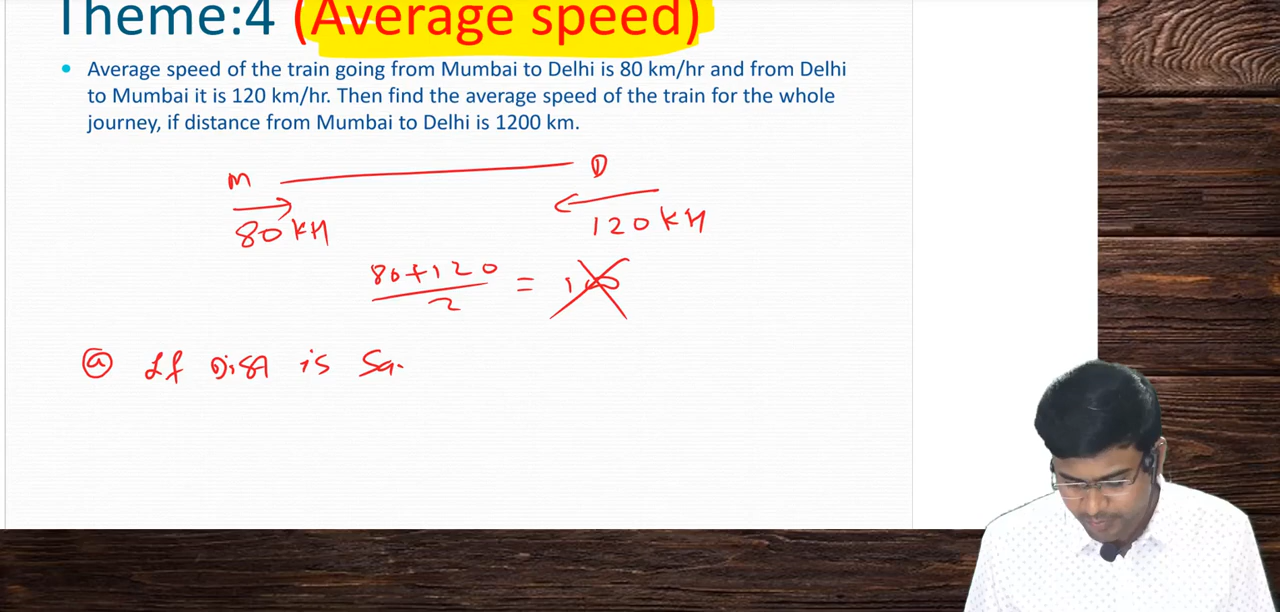 Theme:4 (Average speed)
• Average speed of the train going from Mumbai to Delhi is 80 km/hr and from Delhi
to Mumbai it is 120 km/hr. Then find the average speed of the train for the whole
journey, if distance from Mumbai to Delhi is 1200 km.
M D
80 KH 120 KH
80+120
2
= 100
ⓐ If Dist is Sa.